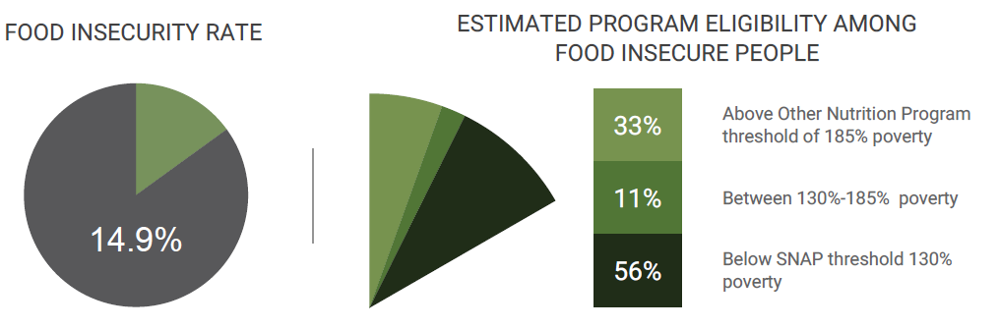 FOOD INSECURITY RATE
14.9%
ESTIMATED PROGRAM ELIGIBILITY AMONG
FOOD INSECURE PEOPLE
33%
Above Other Nutrition Program
threshold of 185% poverty
11%
Between 130%-185% poverty
56%
Below SNAP threshold 130%
poverty